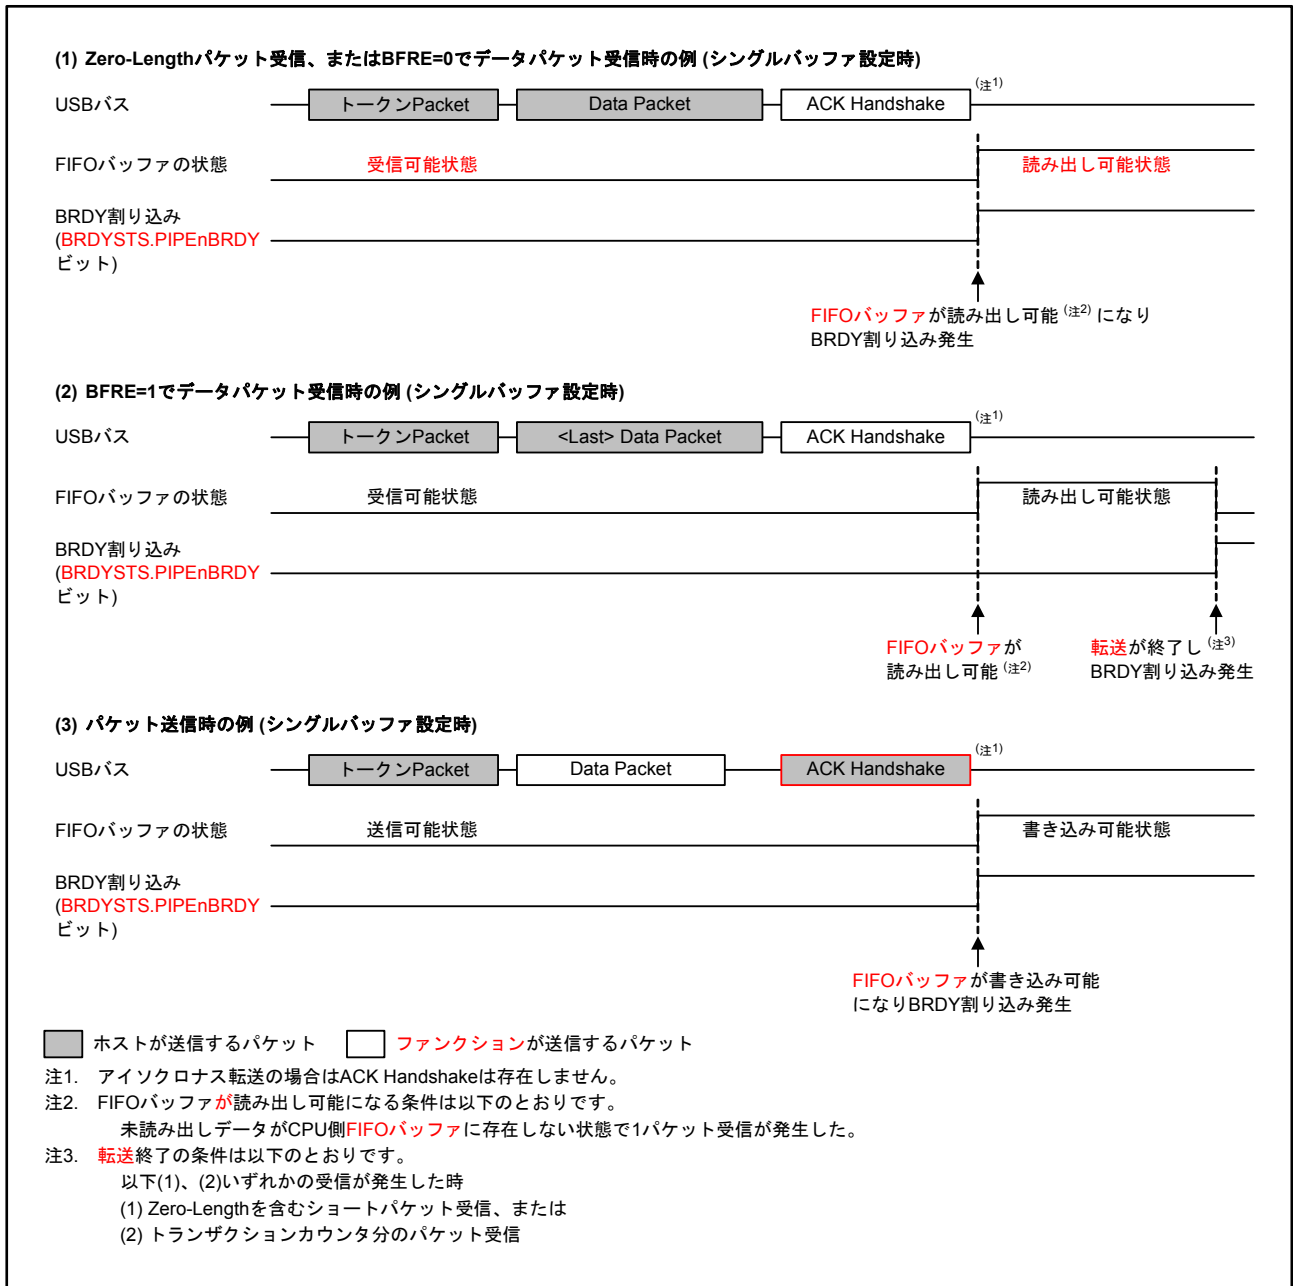 (1) Zero-Lengthパケット受信、またはBFRE=0でデータパケット受信時の例 (シングルバッファ設定時)
USBバス
トークンPacket
Data Packet
ACK Handshake
(注1)
FIFOバッファの状態
受信可能状態
読み出し可能状態
BRDY割り込み
(BRDYSTS.PIPEnBRDY
ビット)
FIFOバッファが読み出し可能 (注2) になり
BRDY割り込み発生
(2) BFRE=1でデータパケット受信時の例 (シングルバッファ設定時)
USBバス
トークンPacket
<Last> Data Packet
ACK Handshake
(注1)
FIFOバッファの状態
受信可能状態
読み出し可能状態
BRDY割り込み
(BRDYSTS.PIPEnBRDY
ビット)
FIFOバッファが
読み出し可能 (注2)
転送が終了し (注3)
BRDY割り込み発生
(3) パケット送信時の例 (シングルバッファ設定時)
USBバス
トークンPacket
Data Packet
ACK Handshake
(注1)
FIFOバッファの状態
送信可能状態
書き込み可能状態
BRDY割り込み
(BRDYSTS.PIPEnBRDY
ビット)
FIFOバッファが書き込み可能
になりBRDY割り込み発生
ホストが送信するパケット
ファンクションが送信するパケット
注1. アイソクロナス転送の場合はACK Handshakeは存在しません。
注2. FIFOバッファが読み出し可能になる条件は以下のとおりです。
未読み出しデータがCPU側FIFOバッファに存在しない状態で1パケット受信が発生した。
注3. 転送終了の条件は以下のとおりです。
以下(1)、(2)いずれかの受信が発生した時
(1) Zero-Lengthを含むショートパケット受信、または
(2) トランザクションカウンタ分のパケット受信